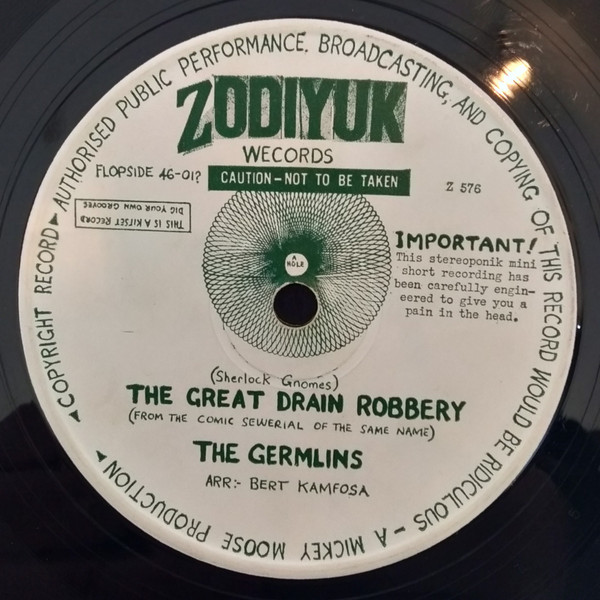 AUTHORISED PUBLIC PERFORMANCE, BROADCASTING, AND COPYING OF THIS RECORD WOULD BE RIDICULOUS – A MICKEY MOOSE PRODUCTION
COPYRIGHT RECORD
ZODIYUK
WECORDS
FLOPSIDE 46-01?
CAUTION – NOT TO BE TAKEN
Z 576
THIS IS A KITSET RECORD
DIG YOUR OWN GROOVES
A
HOLE
IMPORTANT!
This stereoponik mini
short recording has
been carefully engin-
eered to give you a
pain in the head.
(Sherlock Gnomes)
THE GREAT DRAIN ROBBERY
(FROM THE COMIC SEWERIAL OF THE SAME NAME)
THE GERMLINS
ARR:- BERT KAMFOSA